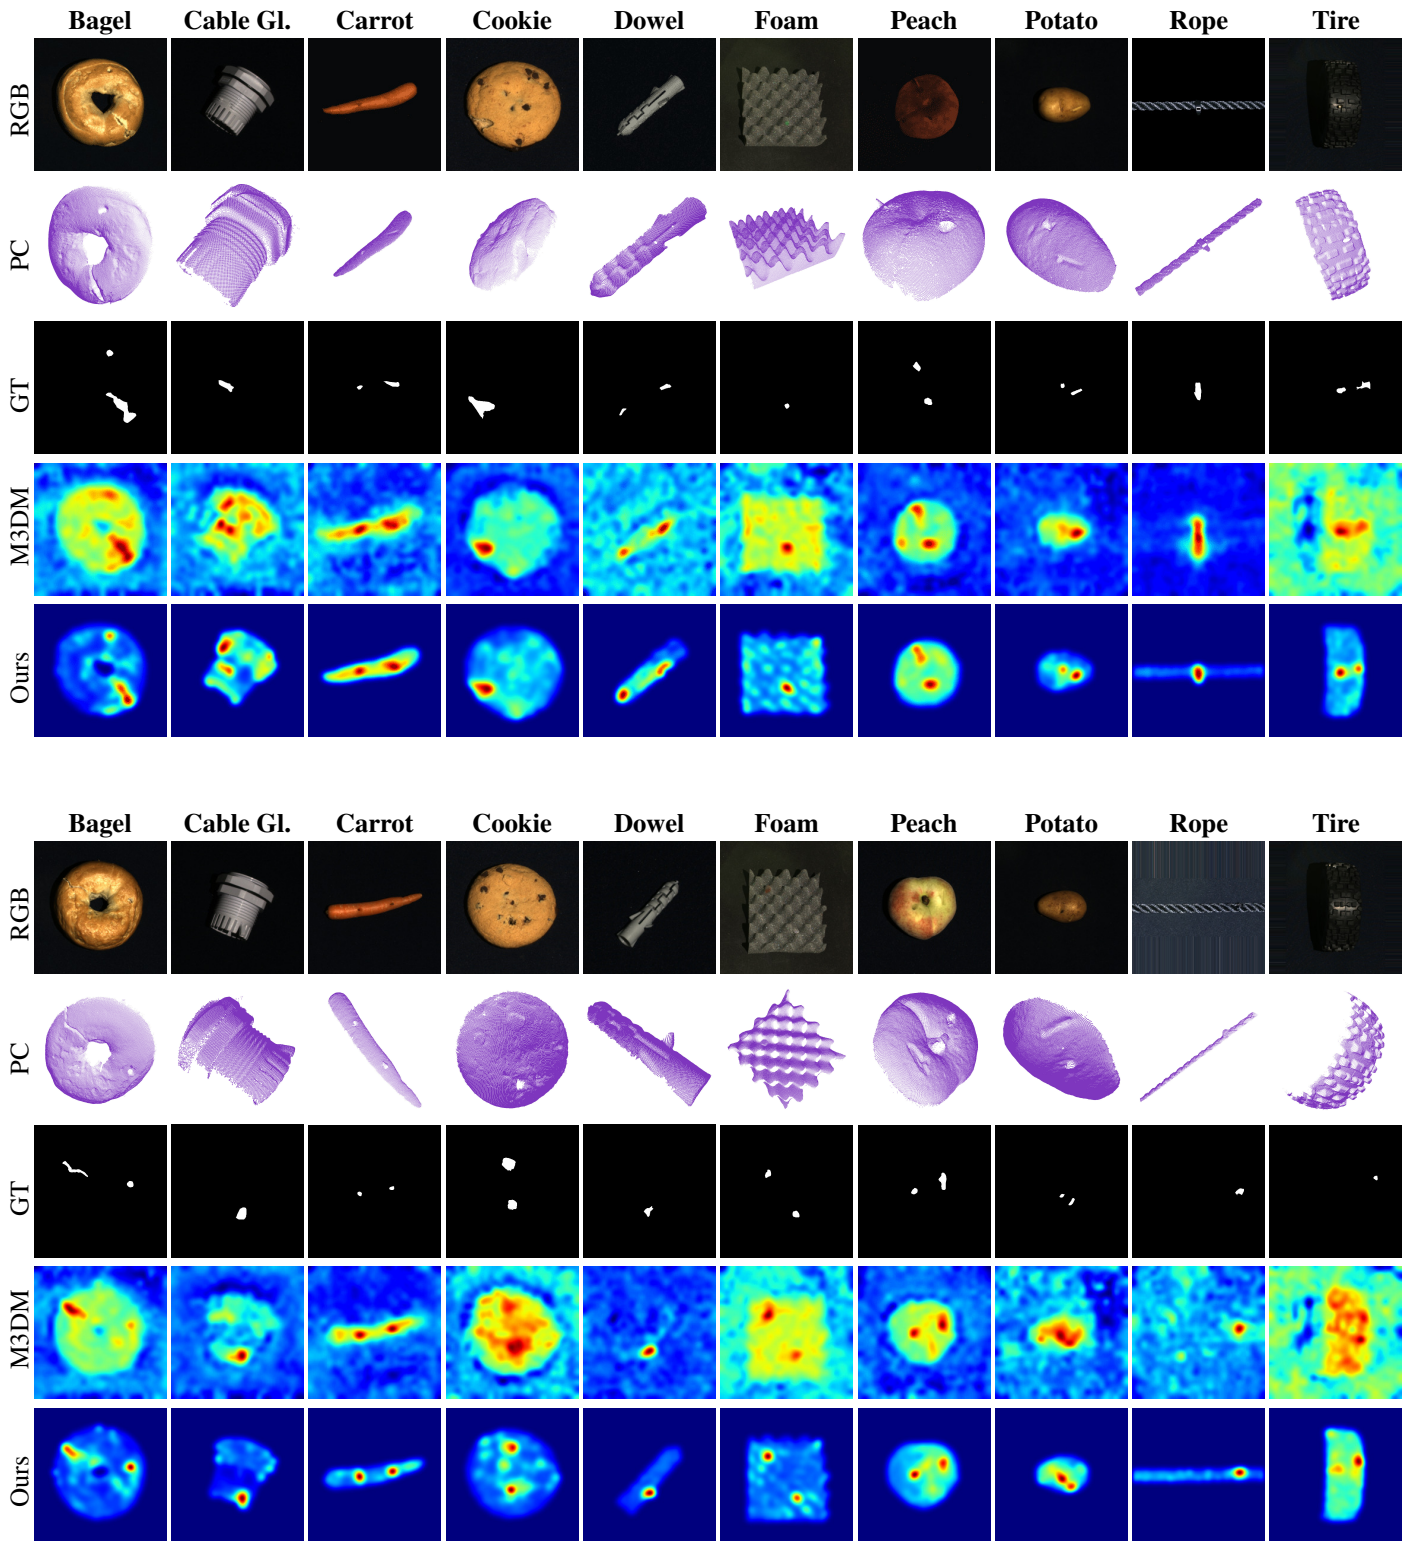 Bagel Cable Gl. Carrot Cookie Dowel Foam Peach Potato Rope Tire
RGB
PC
GT
M3DM
Ours
Bagel Cable Gl. Carrot Cookie Dowel Foam Peach Potato Rope Tire
RGB
PC
GT
M3DM
Ours